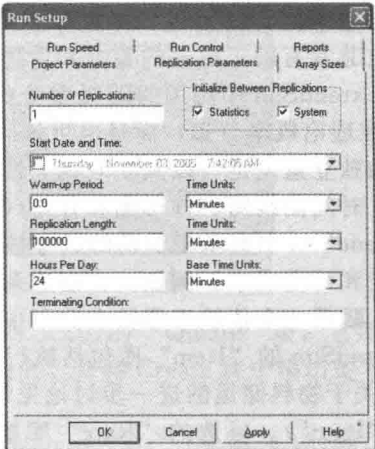 Run Setup
Run Speed Run Control Reports
Project Parameters Replication Parameters Array Sizes
Number of Replications:
1
Initialize Between Replications
Statistics System
Start Date and Time:
Thursday November 03, 2005 7:42:05 AM
Warm-up Period: Time Units:
0.0 Minutes
Replication Length: Time Units:
100000 Minutes
Hours Per Day: Base Time Units:
24 Minutes
Terminating Condition:
OK Cancel Apply Help